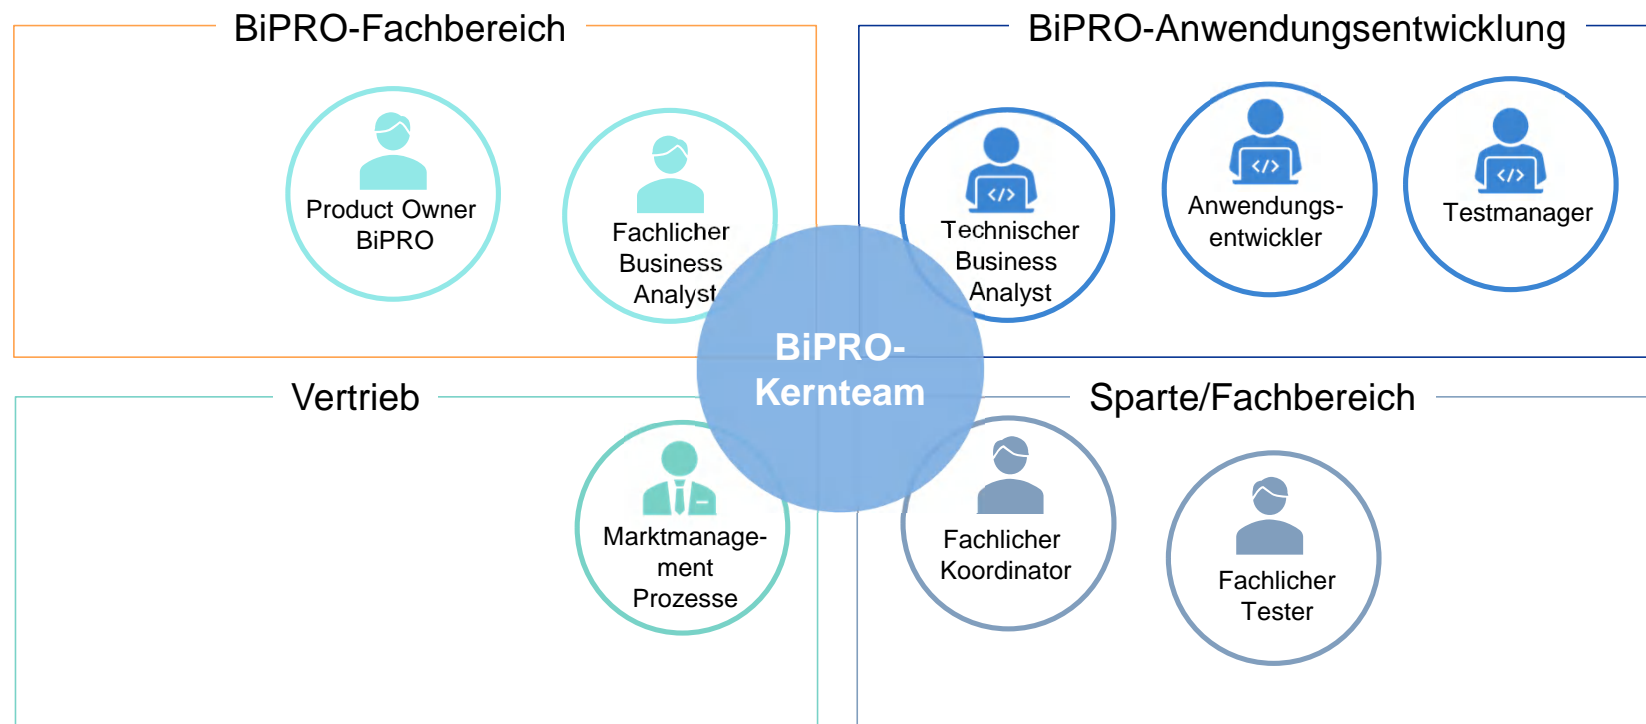 BiPRO-Fachbereich
Product Owner
BiPRO
Fachlicher
Business
Analyst
BiPRO-Anwendungsentwicklung
</>
Technischer
Business
Analyst
</>
Anwendungs-
entwickler
</>
Testmanager
BiPRO-
Kernteam
Vertrieb
Marktmanage-
ment
Prozesse
Sparte/Fachbereich
Fachlicher
Koordinator
Fachlicher
Tester